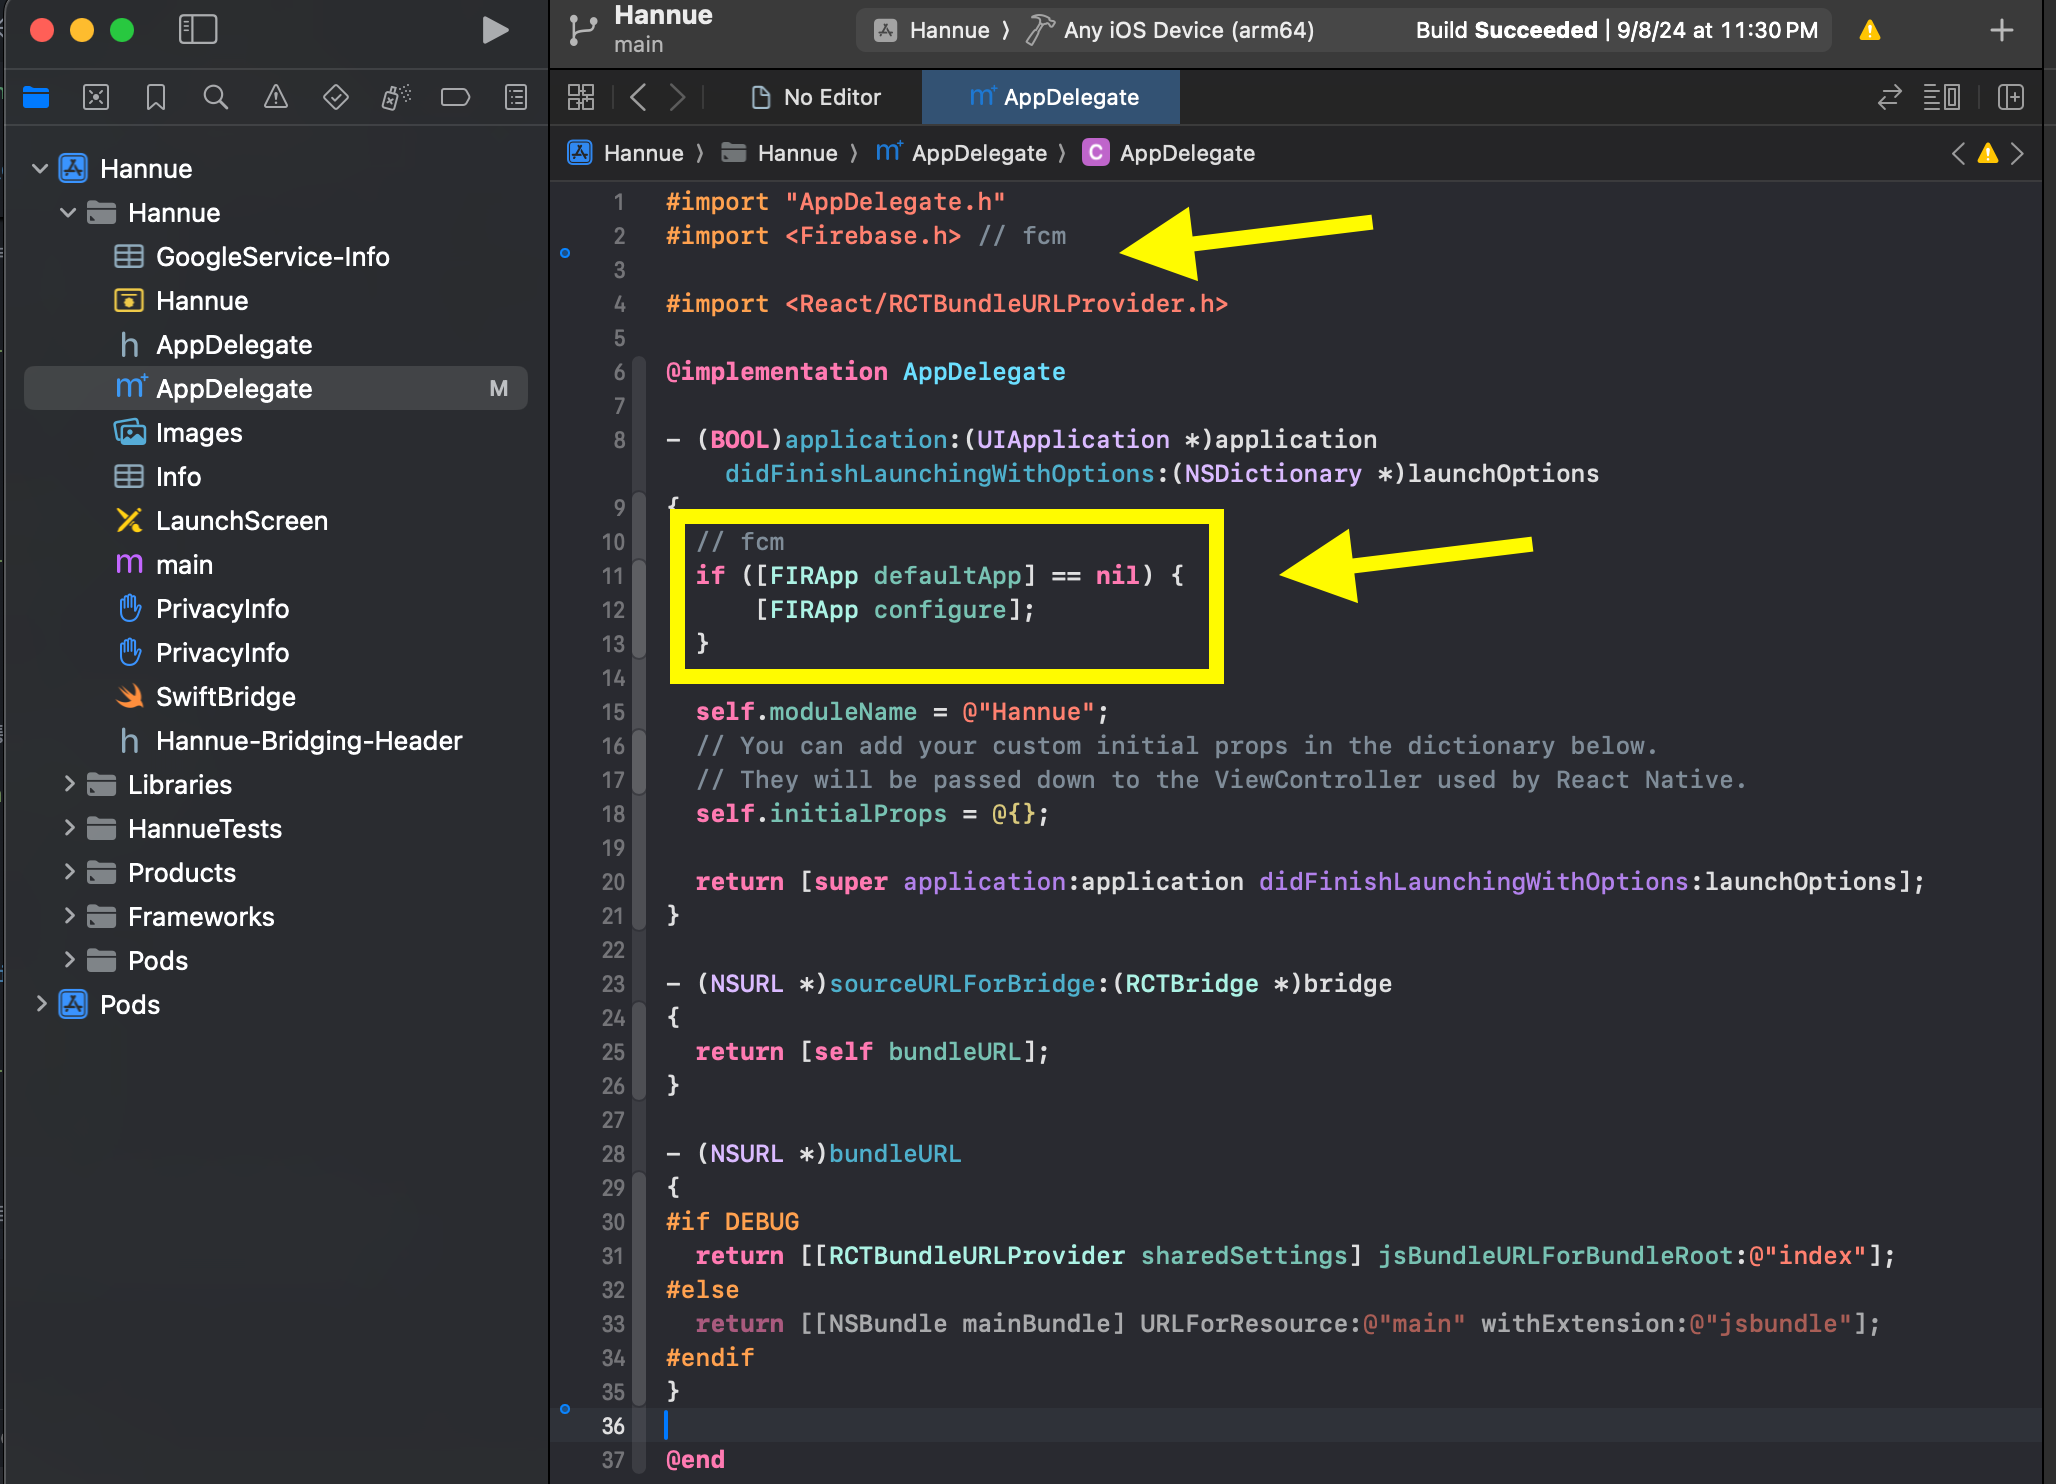 Hannue
main
Hannue 〉 Any iOS Device (arm64)
Build Succeeded | 9/8/24 at 11:30 PM
No Editor
m+ AppDelegate
Hannue 〉 Hannue 〉 m+ AppDelegate 〉 C AppDelegate
Hannue
Hannue
GoogleService-Info
Hannue
h AppDelegate
m+ AppDelegate M
Images
Info
LaunchScreen
m main
PrivacyInfo
PrivacyInfo
SwiftBridge
h Hannue-Bridging-Header
Libraries
HannueTests
Products
Frameworks
Pods
Pods
1 #import "AppDelegate.h"
2 #import <Firebase.h> // fcm
3
4 #import <React/RCTBundleURLProvider.h>
5
6 @implementation AppDelegate
7
8 - (BOOL)application:(UIApplication *)application
didFinishLaunchingWithOptions:(NSDictionary *)launchOptions
9 {
10 // fcm
11 if ([FIRApp defaultApp] == nil) {
12 [FIRApp configure];
13 }
14
15 self.moduleName = @"Hannue";
16 // You can add your custom initial props in the dictionary below.
17 // They will be passed down to the ViewController used by React Native.
18 self.initialProps = @{};
19
20 return [super application:application didFinishLaunchingWithOptions:launchOptions];
21 }
22
23 - (NSURL *)sourceURLForBridge:(RCTBridge *)bridge
24 {
25 return [self bundleURL];
26 }
27
28 - (NSURL *)bundleURL
29 {
30 #if DEBUG
31 return [[RCTBundleURLProvider sharedSettings] jsBundleURLForBundleRoot:@"index"];
32 #else
33 return [[NSBundle mainBundle] URLForResource:@"main" withExtension:@"jsbundle"];
34 #endif
35 }
36
37 @end